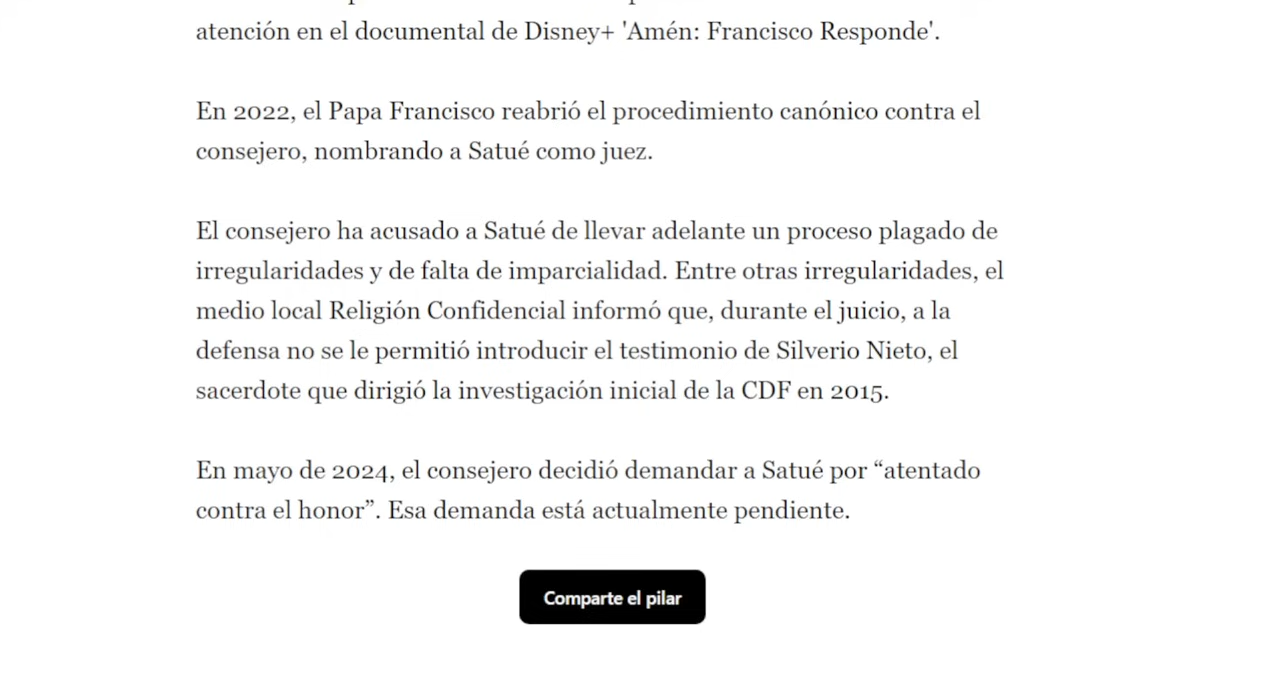 atención en el documental de Disney+ 'Amén: Francisco Responde'.
En 2022, el Papa Francisco reabrió el procedimiento canónico contra el
consejero, nombrando a Satué como juez.
El consejero ha acusado a Satué de llevar adelante un proceso plagado de
irregularidades y de falta de imparcialidad. Entre otras irregularidades, el
medio local Religión Confidencial informó que, durante el juicio, a la
defensa no se le permitió introducir el testimonio de Silverio Nieto, el
sacerdote que dirigió la investigación inicial de la CDF en 2015.
En mayo de 2024, el consejero decidió demandar a Satué por “atentado
contra el honor”. Esa demanda está actualmente pendiente.
Comparte el pilar